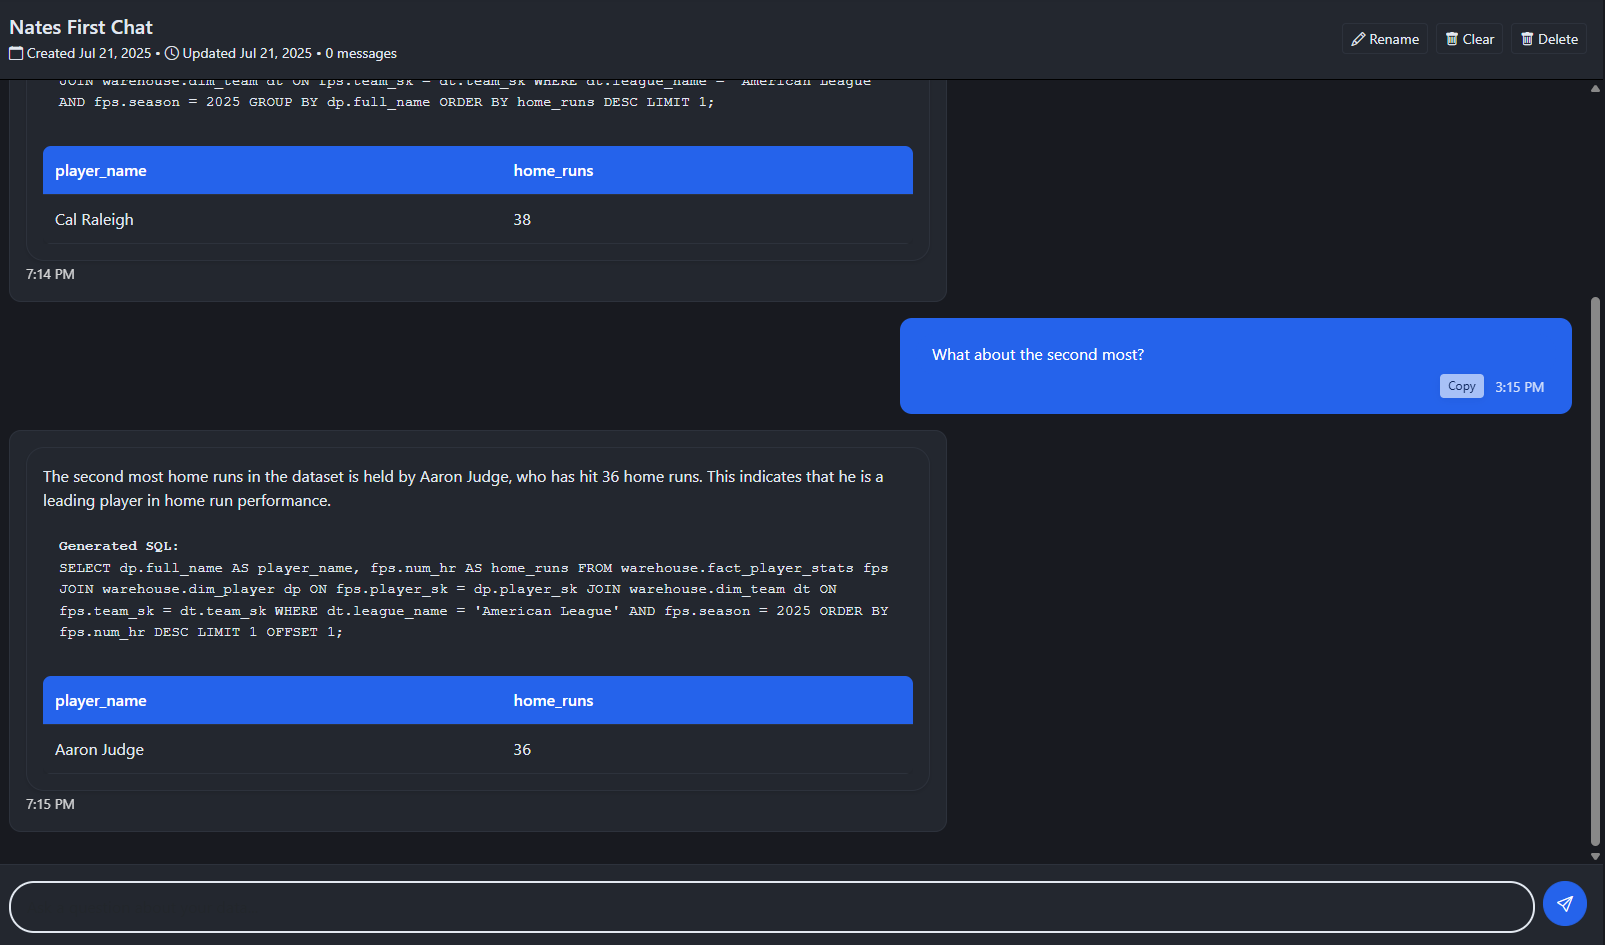 Nates First Chat
Created Jul 21, 2025 • Updated Jul 21, 2025 • 0 messages
Rename
Clear
Delete
JOIN warehouse.dim_team dt ON fps.team_sk = dt.team_sk WHERE dt.league_name = 'American League'
AND fps.season = 2025 GROUP BY dp.full_name ORDER BY home_runs DESC LIMIT 1;
player_name home_runs
Cal Raleigh 38
7:14 PM
What about the second most?
Copy 3:15 PM
The second most home runs in the dataset is held by Aaron Judge, who has hit 36 home runs. This indicates that he is a
leading player in home run performance.
Generated SQL:
SELECT dp.full_name AS player_name, fps.num_hr AS home_runs FROM warehouse.fact_player_stats fps
JOIN warehouse.dim_player dp ON fps.player_sk = dp.player_sk JOIN warehouse.dim_team dt ON
fps.team_sk = dt.team_sk WHERE dt.league_name = 'American League' AND fps.season = 2025 ORDER BY
fps.num_hr DESC LIMIT 1 OFFSET 1;
player_name home_runs
Aaron Judge 36
7:15 PM